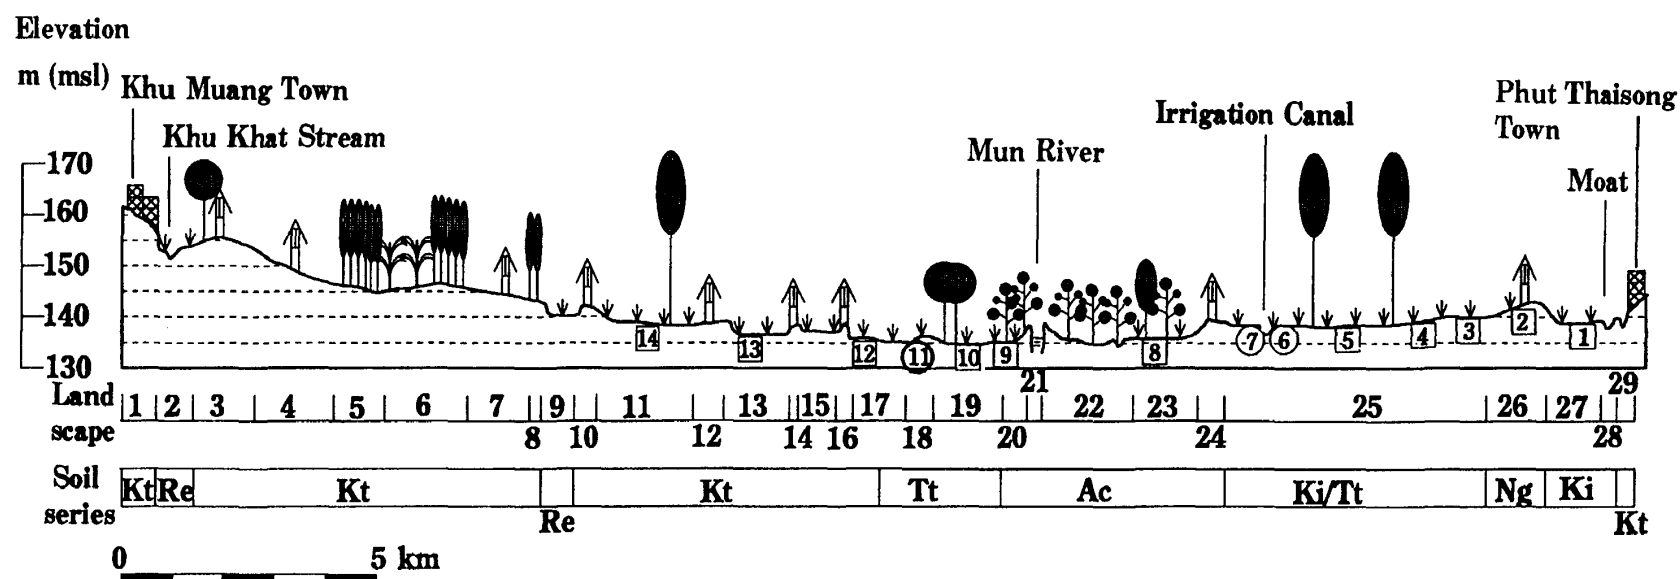 Elevation
m (msl)
Khu Muang Town
Khu Khat Stream
Mun River
Irrigation Canal
Phut Thaisong
Town
Moat
170
160
150
140
130
14 13 12 11 10 9 8 7 6 5 4 3 2 1
21 29
Land 1 2 3 4 5 6 7 9 11 13 15 17 19 22 23 25 26 27
scape 8 10 12 14 16 18 20 24 28
Soil Kt Re Kt Kt Tt Ac Ki/Tt Ng Ki
series Re Kt
0 5 km